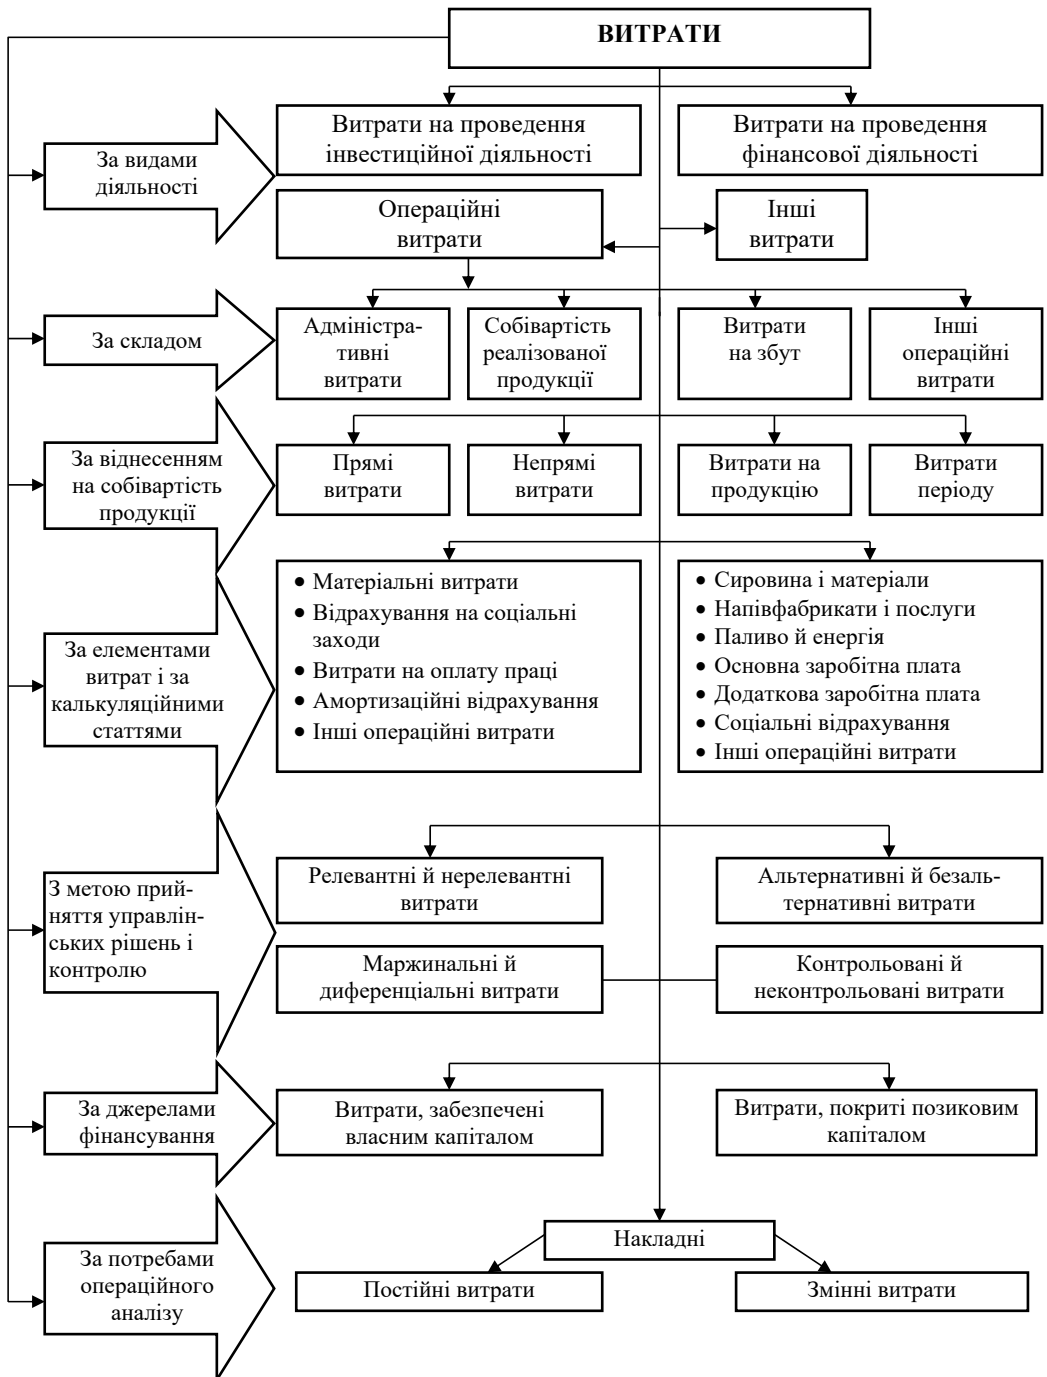 ВИТРАТИ
За видами
діяльності
Витрати на проведення
інвестиційної діяльності
Витрати на проведення
фінансової діяльності
Операційні
витрати
Інші
витрати
За складом
Адміністра-
тивні
витрати
Собівартість
реалізованої
продукції
Витрати
на збут
Інші
операційні
витрати
За віднесенням
на собівартість
продукції
Прямі
витрати
Непрямі
витрати
Витрати на
продукцію
Витрати
періоду
За елементами
витрат і за
калькуляційними
статтями
• Матеріальні витрати
• Відрахування на соціальні
заходи
• Витрати на оплату праці
• Амортизаційні відрахування
• Інші операційні витрати
• Сировина і матеріали
• Напівфабрикати і послуги
• Паливо й енергія
• Основна заробітна плата
• Додаткова заробітна плата
• Соціальні відрахування
• Інші операційні витрати
З метою прий-
няття управлін-
ських рішень і
контролю
Релевантні й нерелевантні
витрати
Альтернативні й безаль-
тернативні витрати
Маржинальні й
диференціальні витрати
Контрольовані й
неконтрольовані витрати
За джерелами
фінансування
Витрати, забезпечені
власним капіталом
Витрати, покриті позиковим
капіталом
За потребами
операційного
аналізу
Накладні
Постійні витрати
Змінні витрати